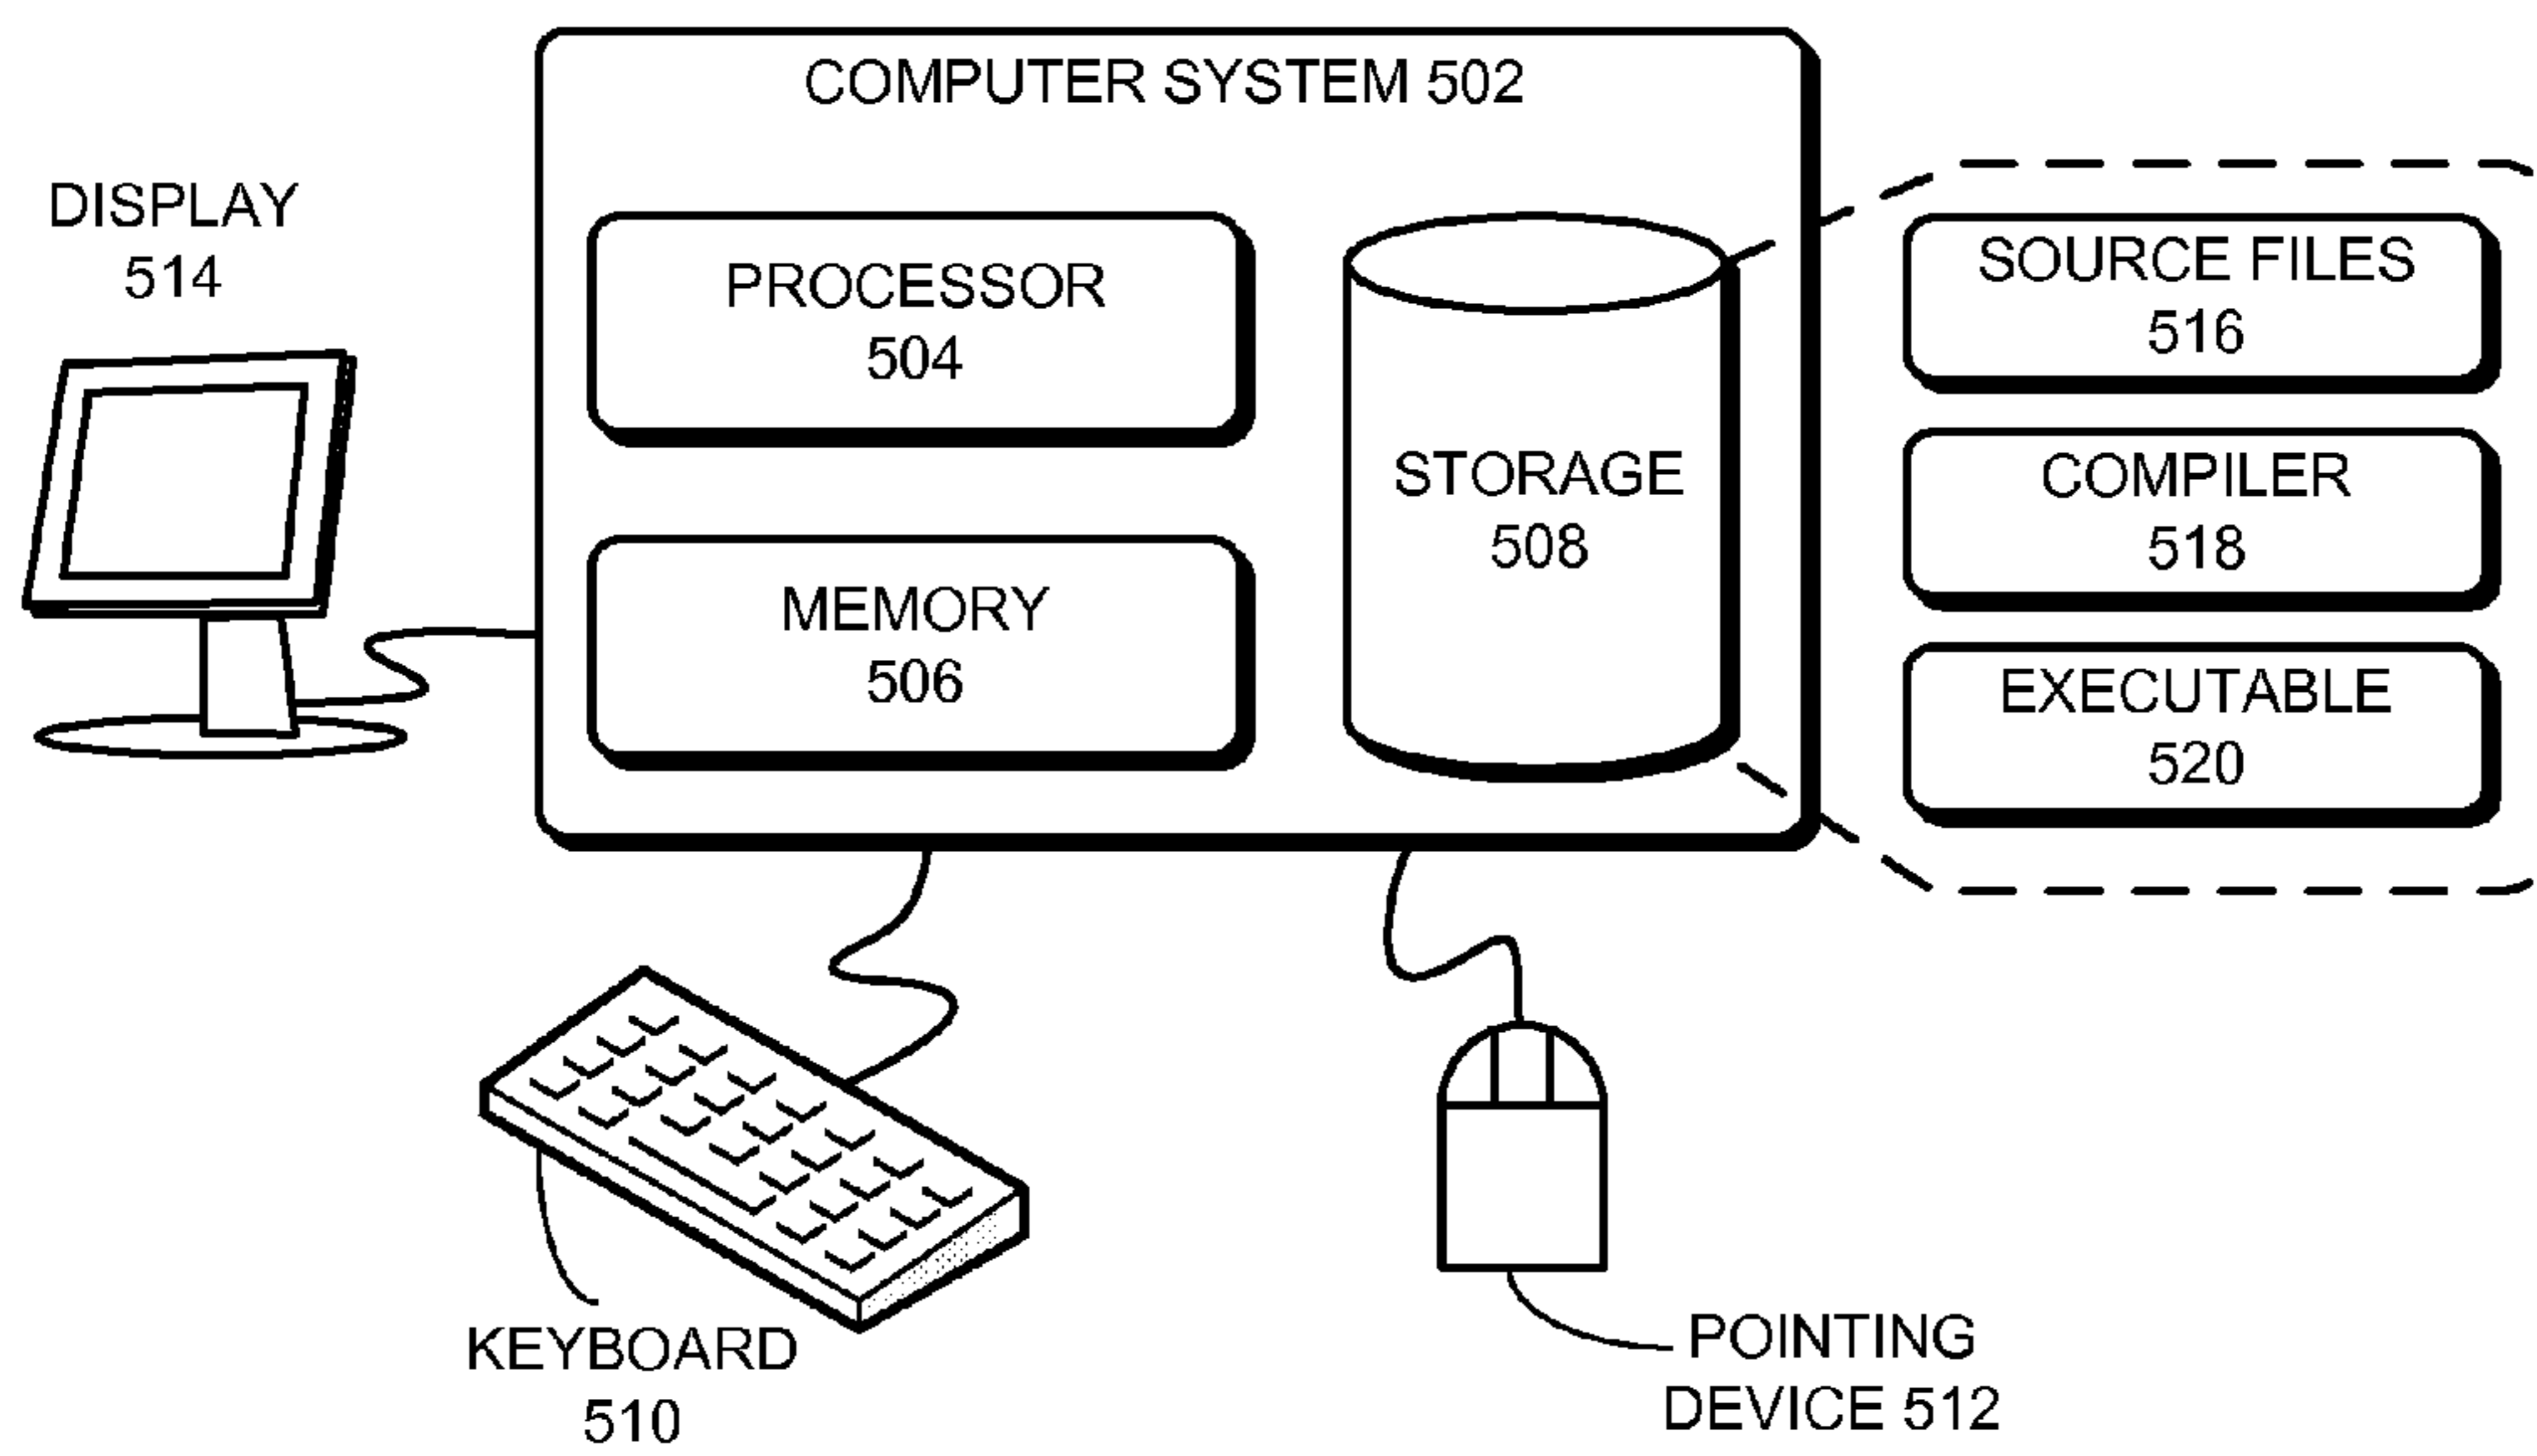 COMPUTER SYSTEM 502
DISPLAY
514
PROCESSOR
504
MEMORY
506
STORAGE
508
SOURCE FILES
516
COMPILER
518
EXECUTABLE
520
KEYBOARD
510
POINTING
DEVICE 512